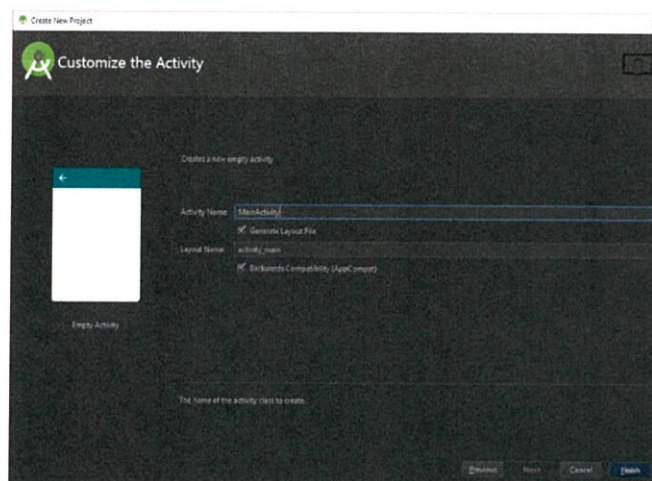 Create New Project
Customize the Activity
Creates a new empty activity
Activity Name: MainActivity
Generate Layout File
Layout Name: activity_main
Backwards Compatibility (AppCompat)
Empty Activity
The name of the activity class to create.
Previous Next Cancel Finish